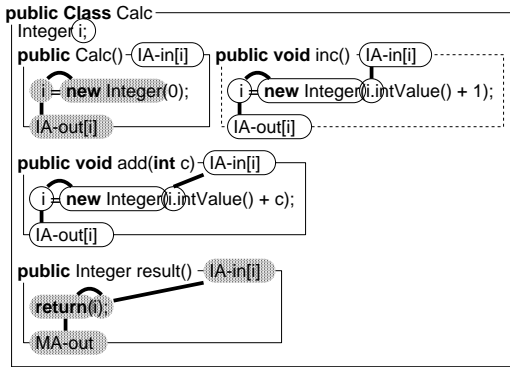 public Class Calc
Integer i;
public Calc() IA-in[i]
i = new Integer(0);
IA-out[i]
public void inc() IA-in[i]
i = new Integer(i.intValue() + 1);
IA-out[i]
public void add(int c) IA-in[i]
i = new Integer(i.intValue() + c);
IA-out[i]
public Integer result() IA-in[i]
return(i);
MA-out